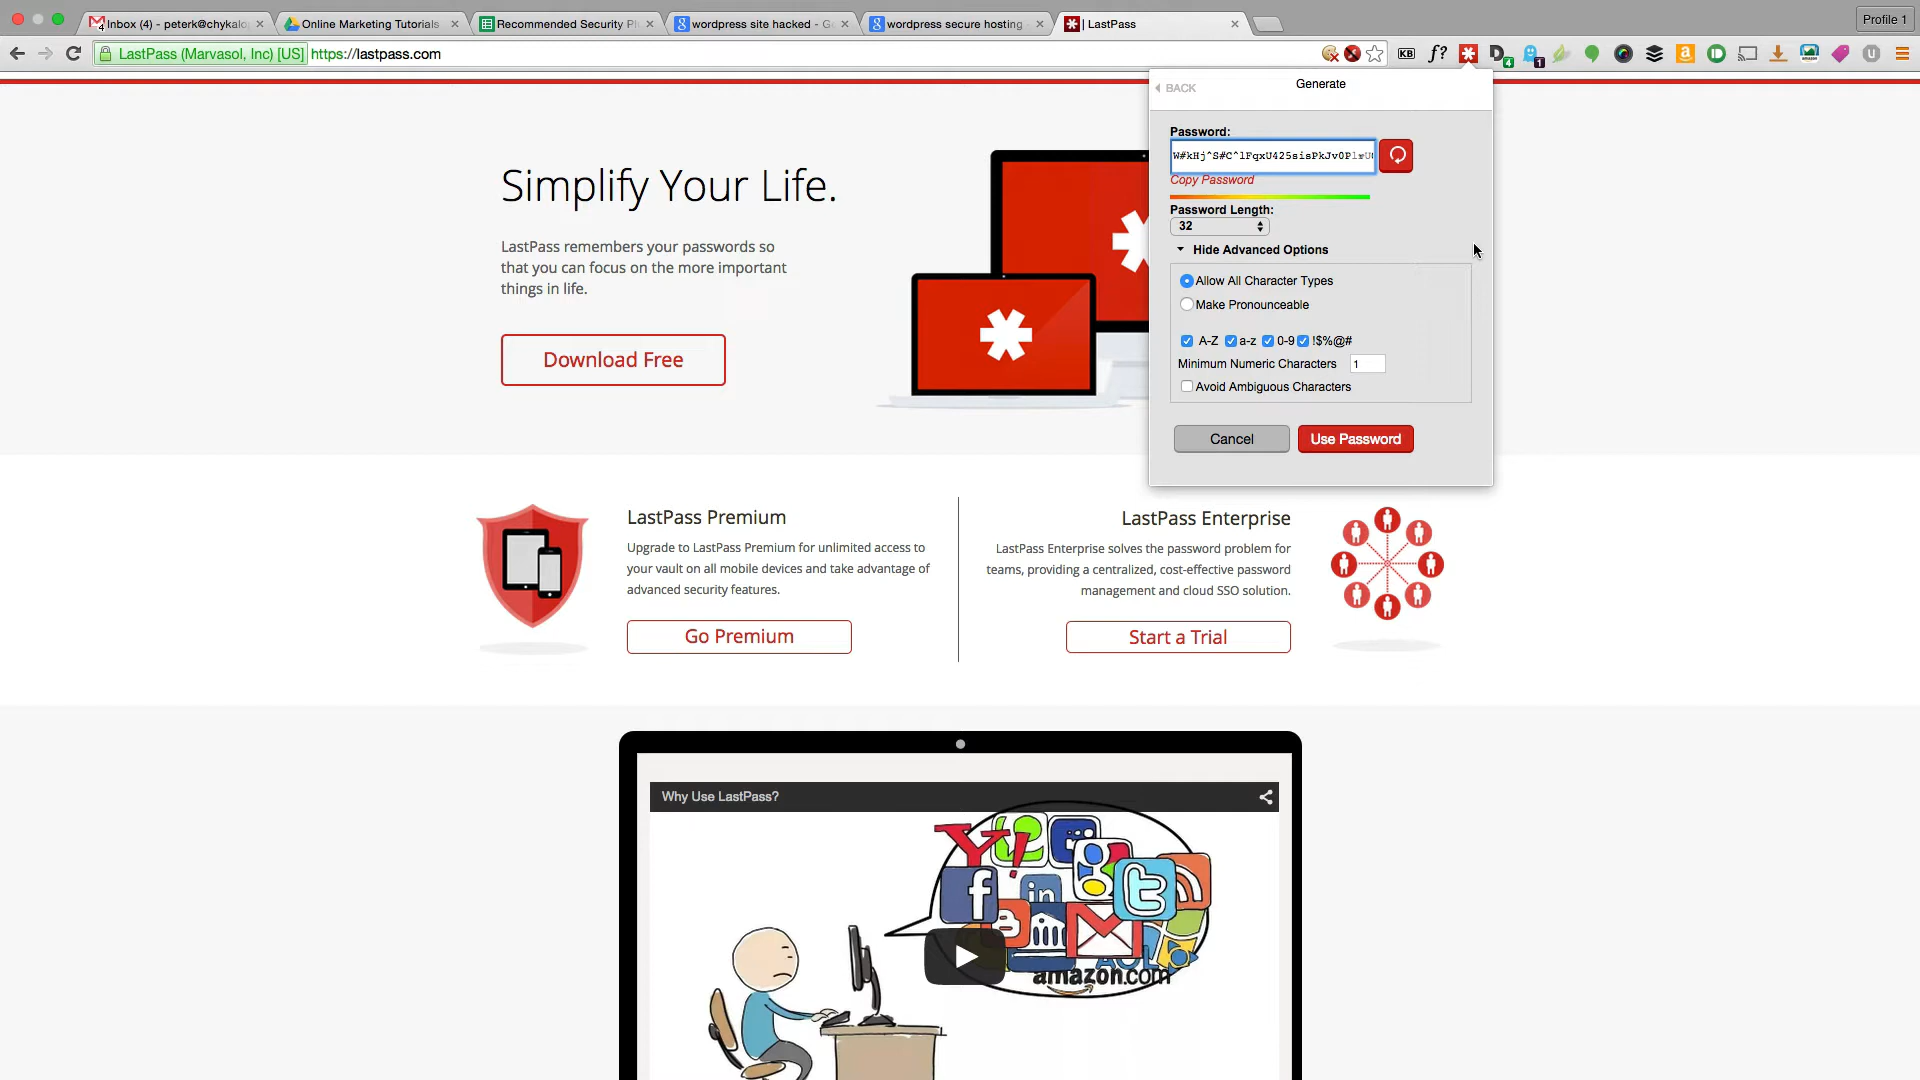 Inbox (4) - peterk@chykalo
Online Marketing Tutorials
Recommended Security Pl
wordpress site hacked - G
wordpress secure hosting
| LastPass
Profile 1
LastPass (Marvasol, Inc) [US]
https://lastpass.com
KB
f?
D
4
1
a
U
BACK
Generate
Password:
W#kHj^S#C^lFqxU425sisPkJv0PlrU
Copy Password
Password Length:
32
Hide Advanced Options
Allow All Character Types
Make Pronounceable
A-Z a-z 0-9 !$%@#
Minimum Numeric Characters 1
Avoid Ambiguous Characters
Cancel
Use Password
Simplify Your Life.
LastPass remembers your passwords so
that you can focus on the more important
things in life.
Download Free
LastPass Premium
Upgrade to LastPass Premium for unlimited access to
your vault on all mobile devices and take advantage of
advanced security features.
Go Premium
LastPass Enterprise
LastPass Enterprise solves the password problem for
teams, providing a centralized, cost-effective password
management and cloud SSO solution.
Start a Trial
Why Use LastPass?
Y!
g
f
in
t
amazon.com